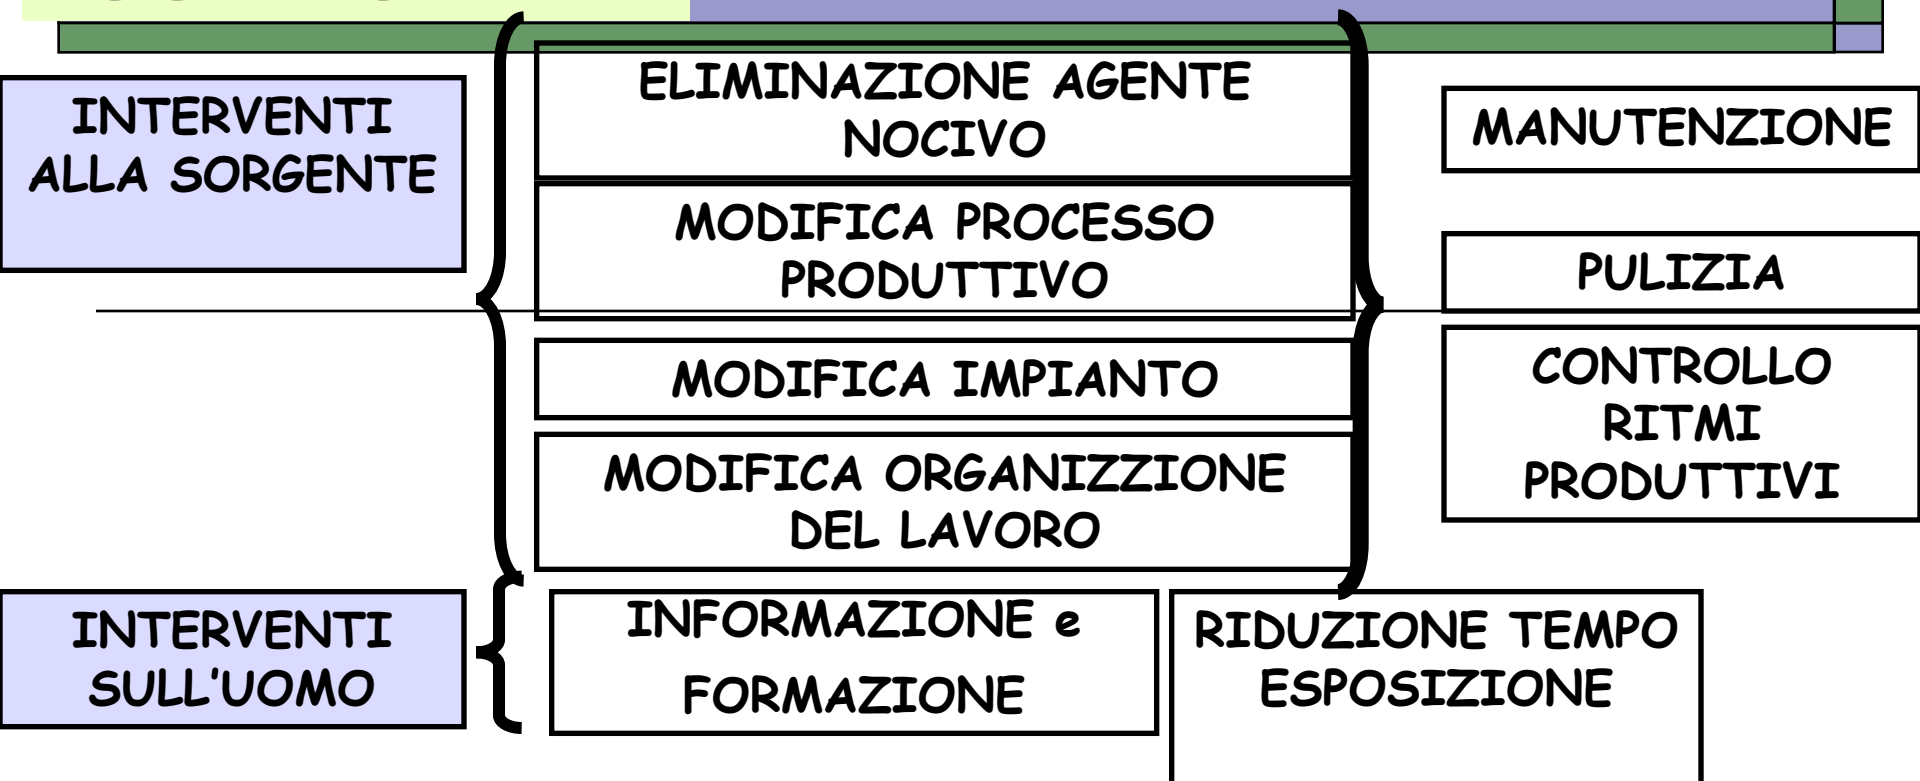 INTERVENTI
ALLA SORGENTE
ELIMINAZIONE AGENTE
NOCIVO
MODIFICA PROCESSO
PRODUTTIVO
MODIFICA IMPIANTO
MODIFICA ORGANIZZIONE
DEL LAVORO
MANUTENZIONE
PULIZIA
CONTROLLO
RITMI
PRODUTTIVI
INTERVENTI
SULL'UOMO
INFORMAZIONE e
FORMAZIONE
RIDUZIONE TEMPO
ESPOSIZIONE